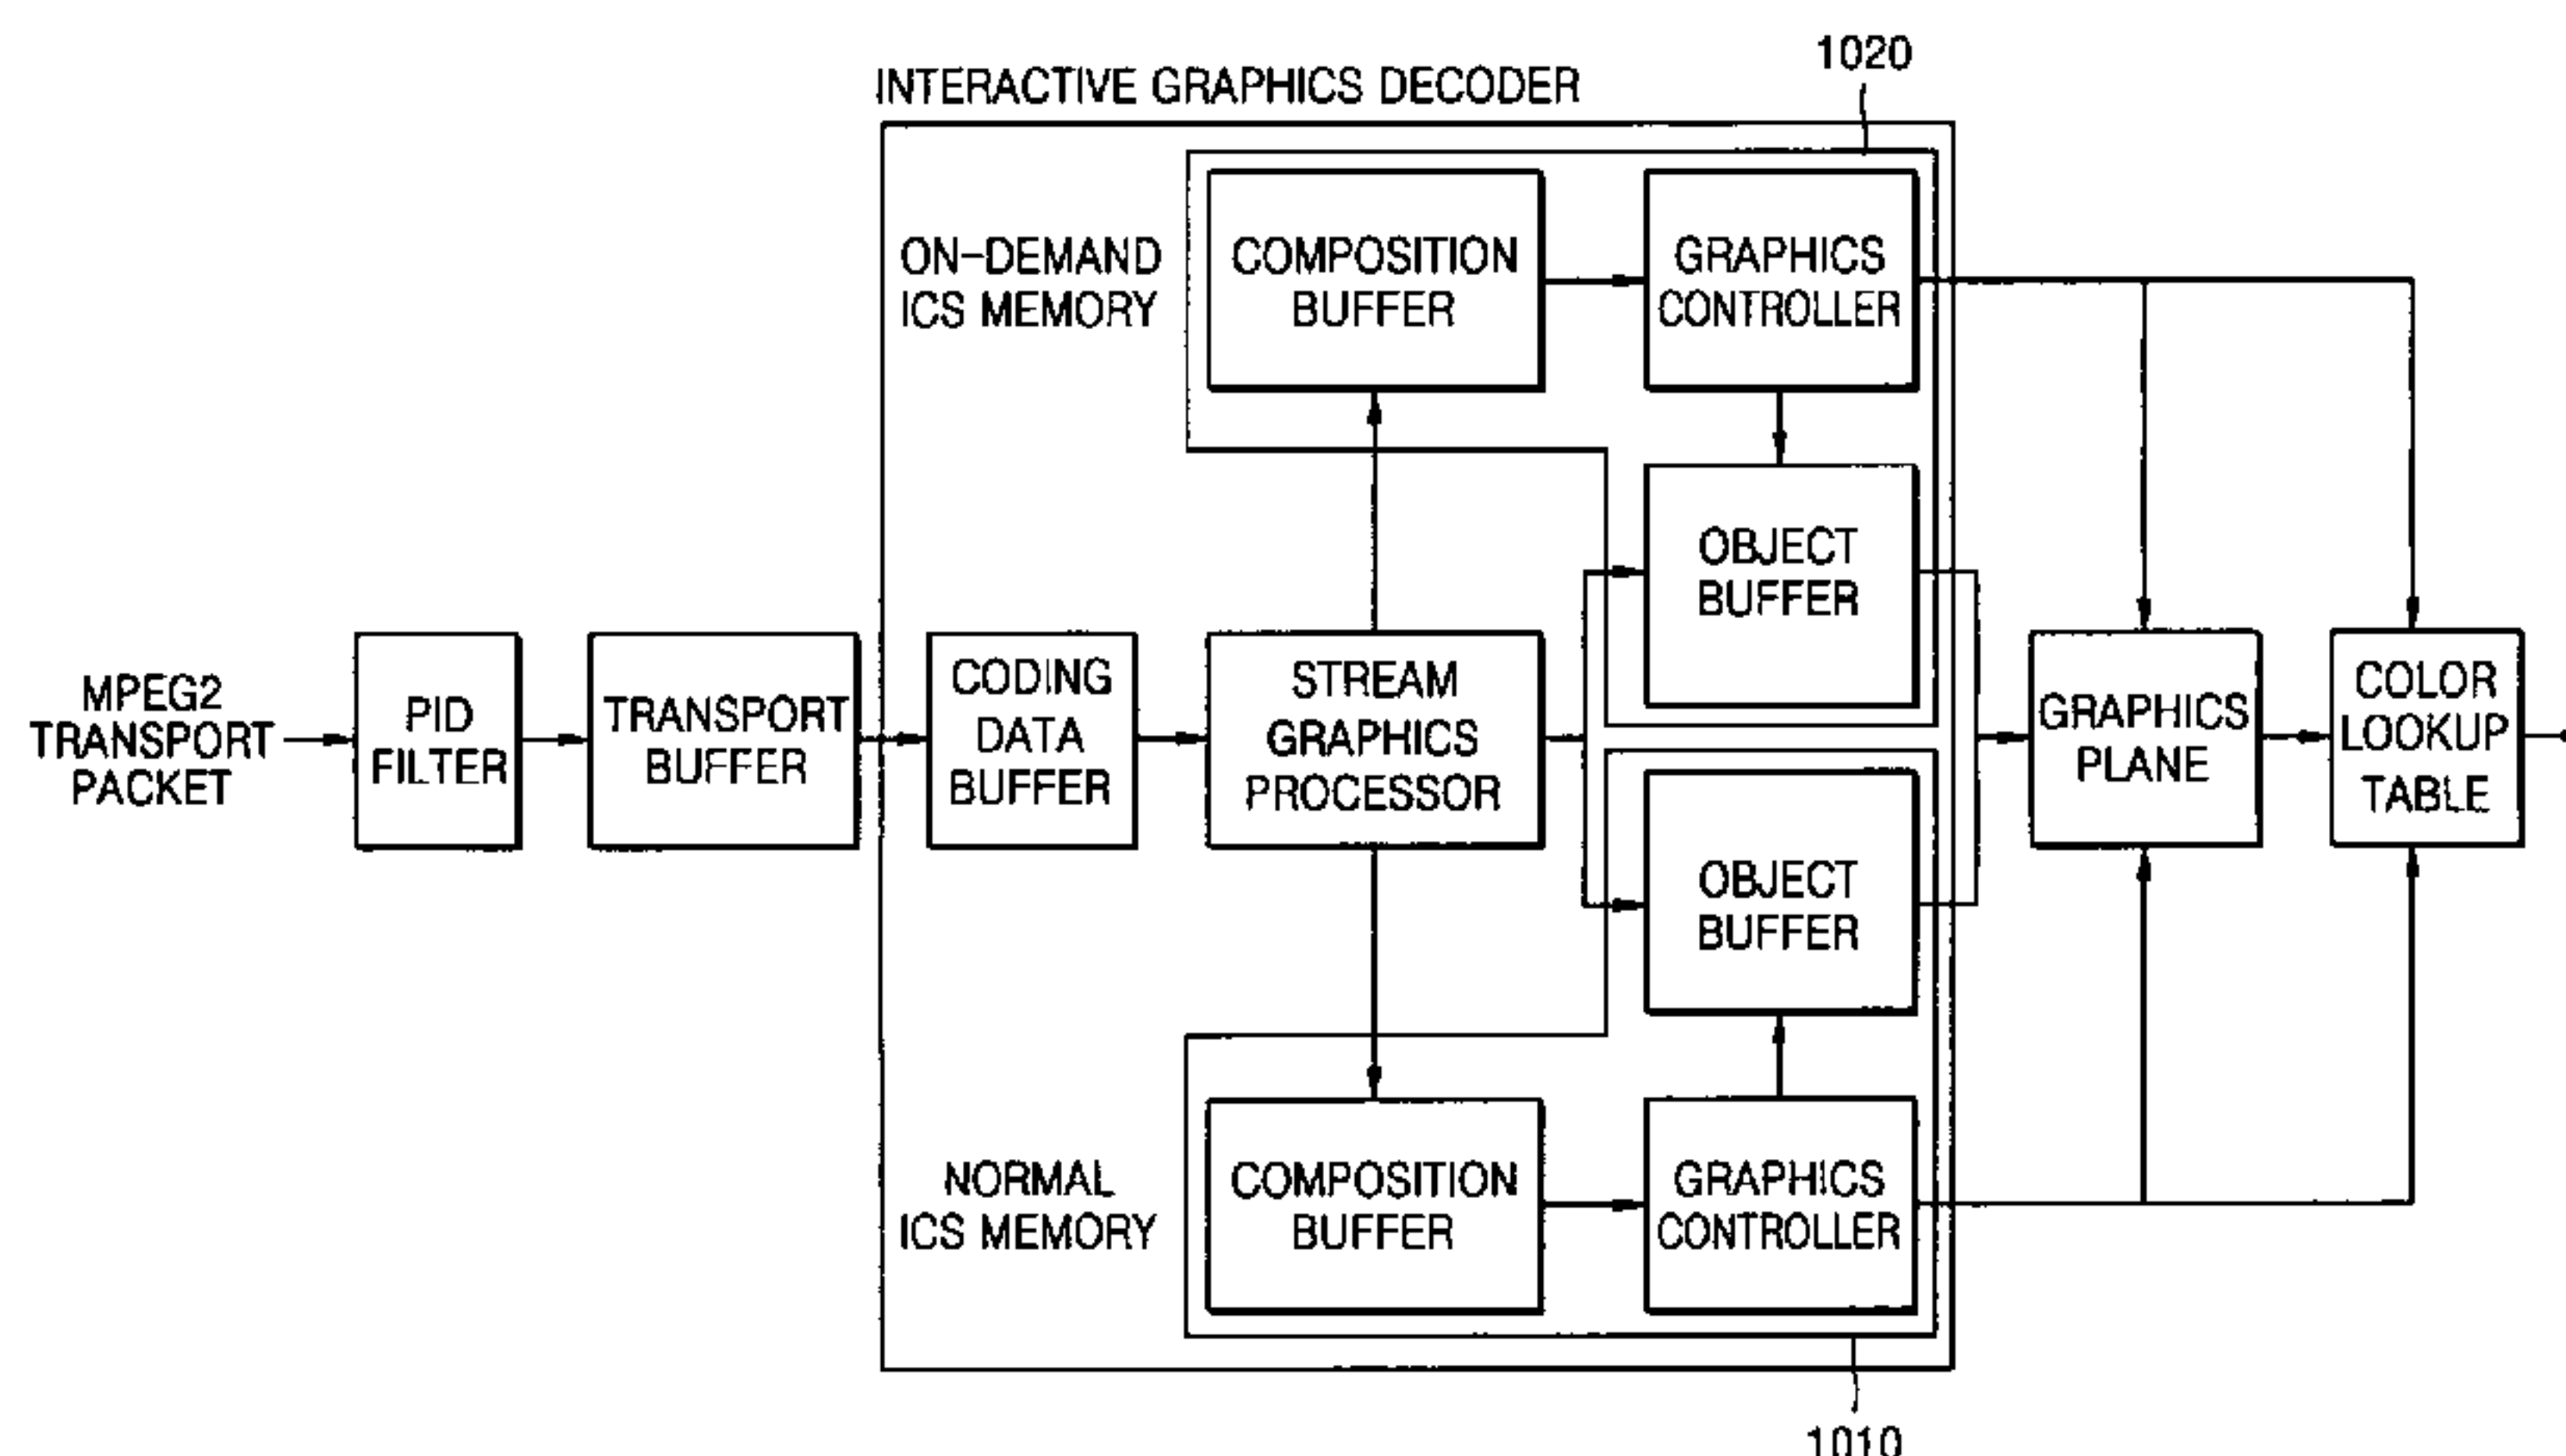 1020
INTERACTIVE GRAPHICS DECODER
ON-DEMAND
ICS MEMORY
COMPOSITION
BUFFER
GRAPHICS
CONTROLLER
OBJECT
BUFFER
MPEG2
TRANSPORT
PACKET
PID
FILTER
TRANSPORT
BUFFER
CODING
DATA
BUFFER
STREAM
GRAPHICS
PROCESSOR
GRAPHICS
PLANE
COLOR
LOOKUP
TABLE
OBJECT
BUFFER
NORMAL
ICS MEMORY
COMPOSITION
BUFFER
GRAPHICS
CONTROLLER
1010